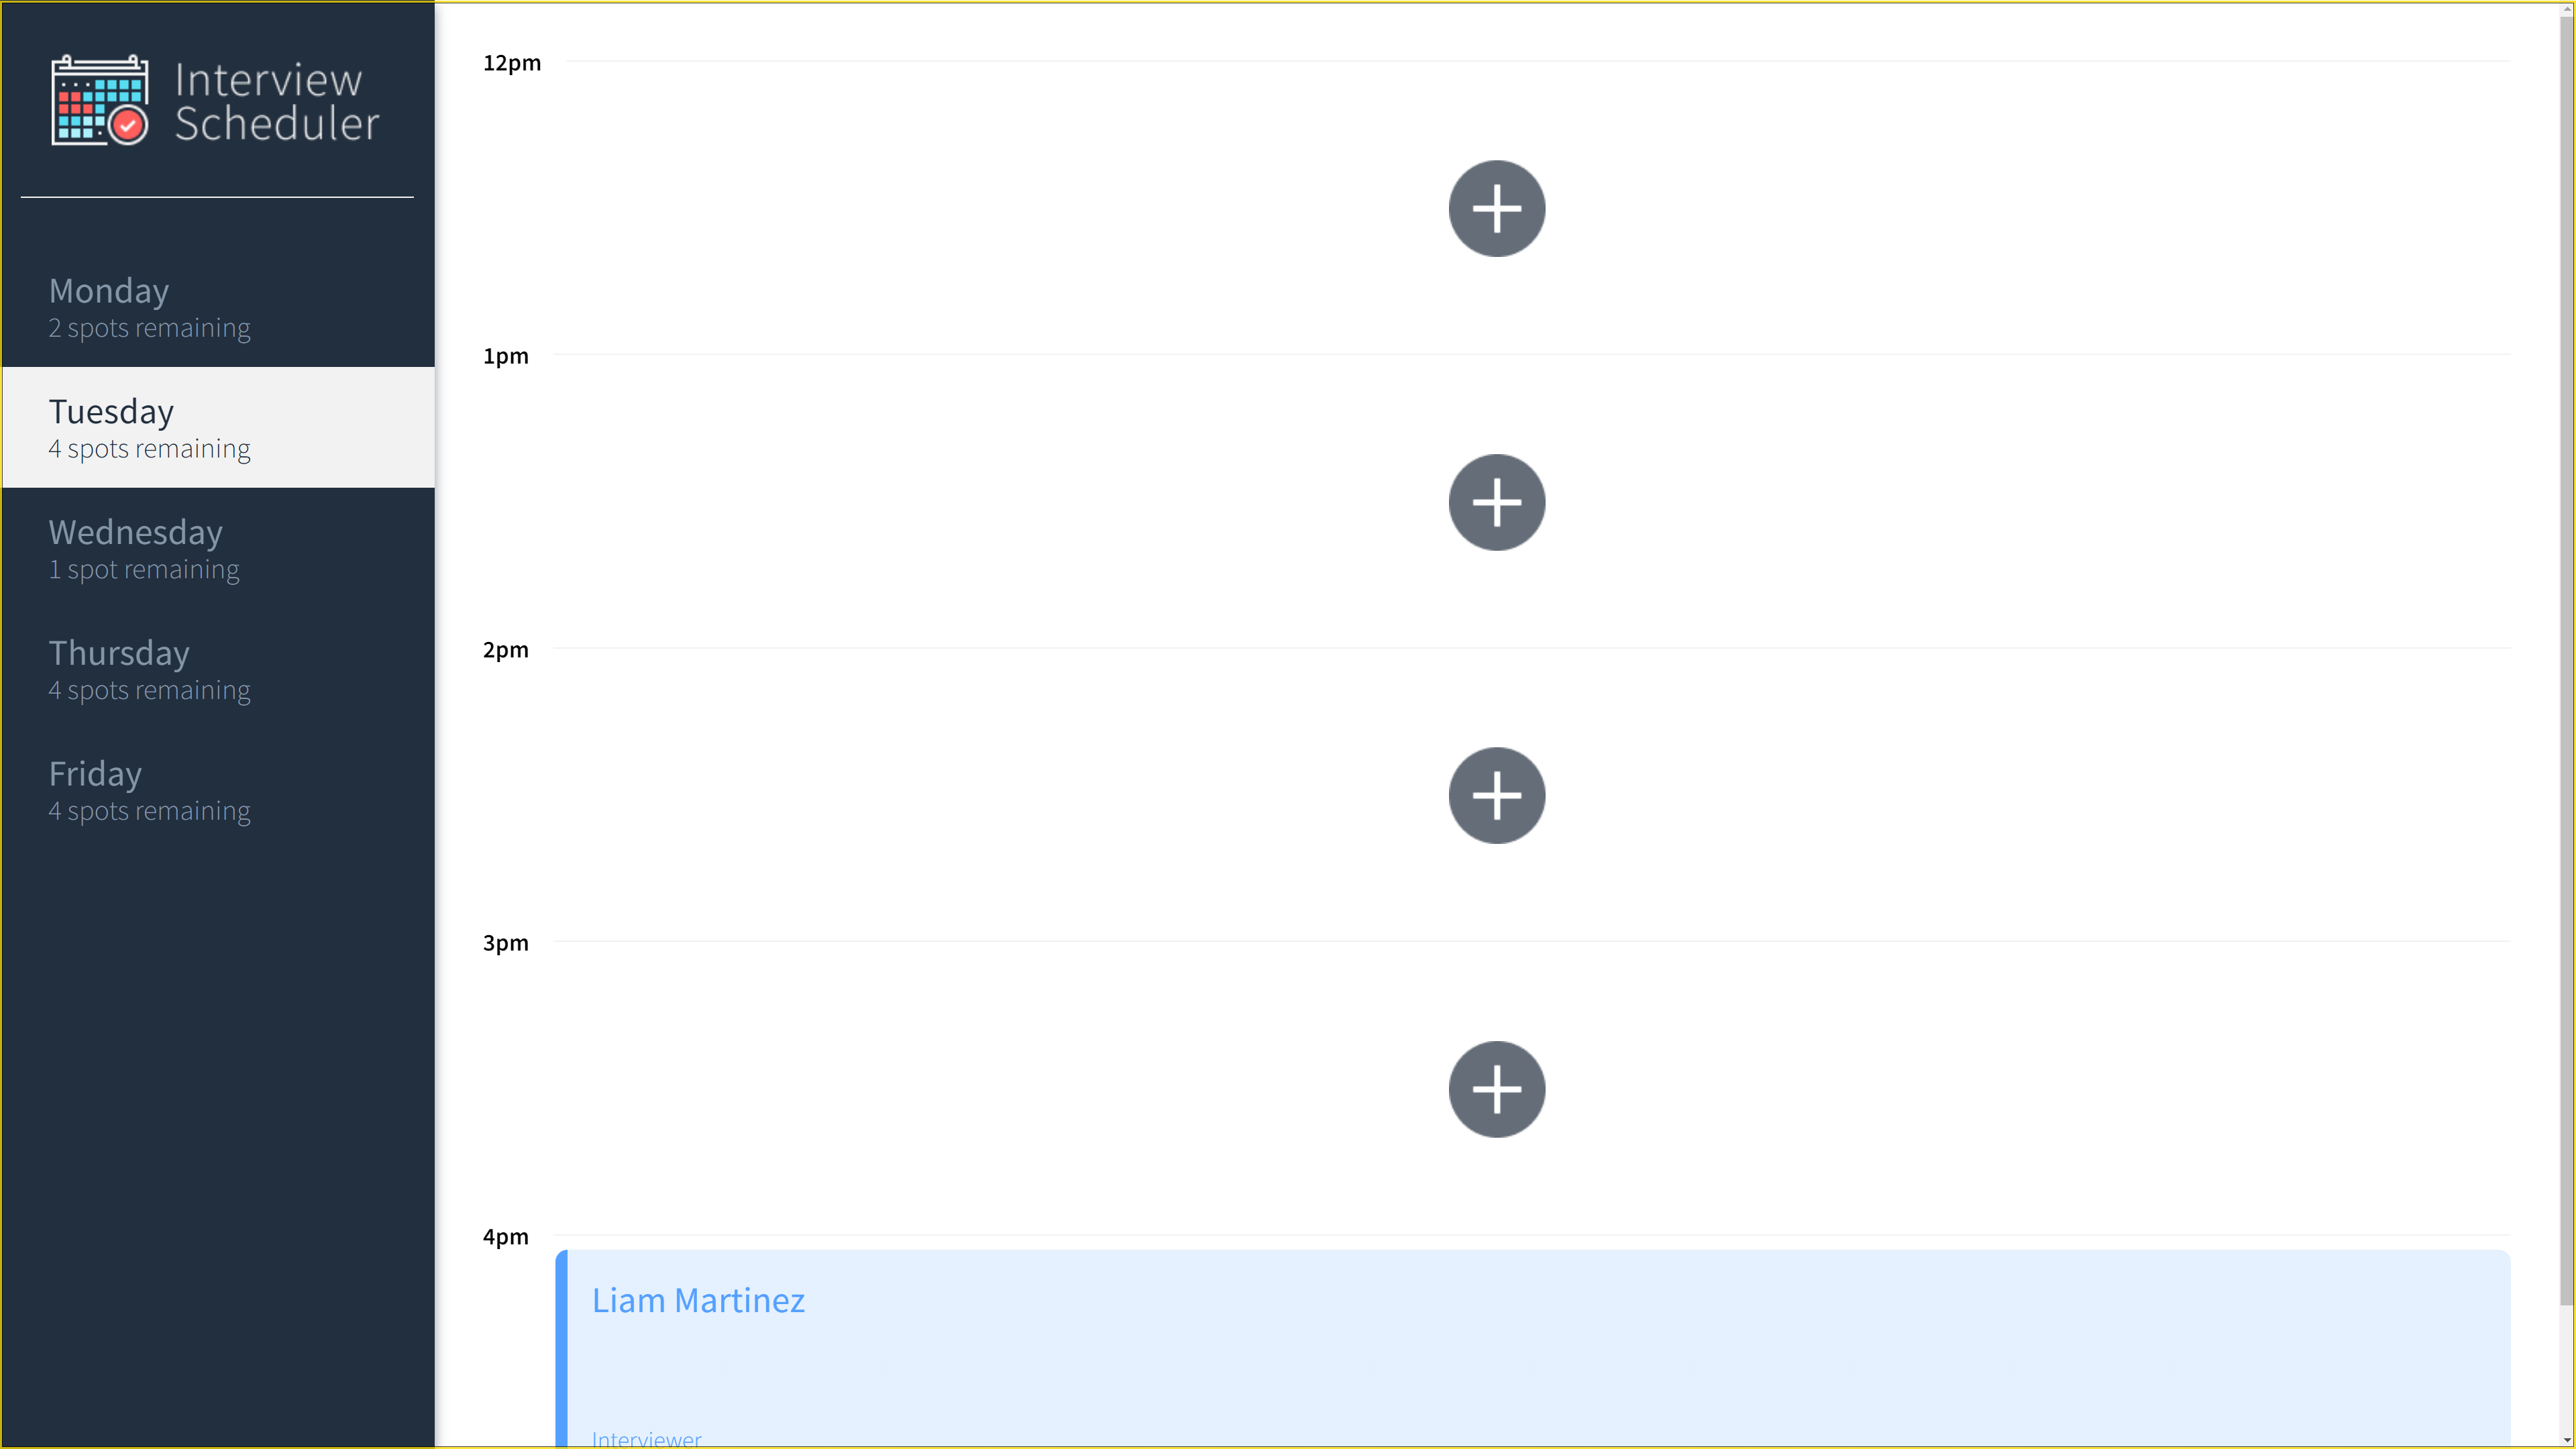 Interview
Scheduler
Monday
2 spots remaining
Tuesday
4 spots remaining
Wednesday
1 spot remaining
Thursday
4 spots remaining
Friday
4 spots remaining
12pm
1pm
2pm
3pm
4pm
Liam Martinez
Interviewer